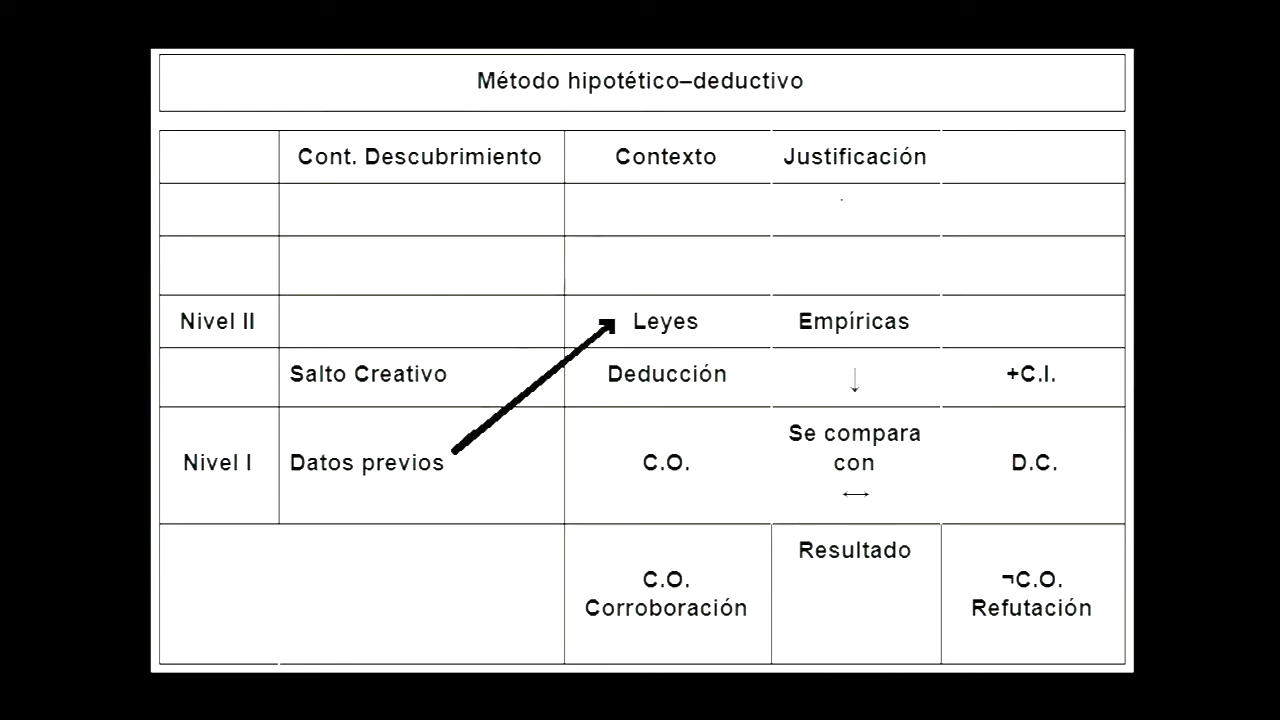 Método hipotético–deductivo
Cont. Descubrimiento Contexto Justificación
Nivel II Leyes Empíricas
Salto Creativo Deducción ↓ +C.I.
Nivel I Datos previos C.O. Se compara
con
↔ D.C.
C.O.
Corroboración
Resultado
¬C.O.
Refutación